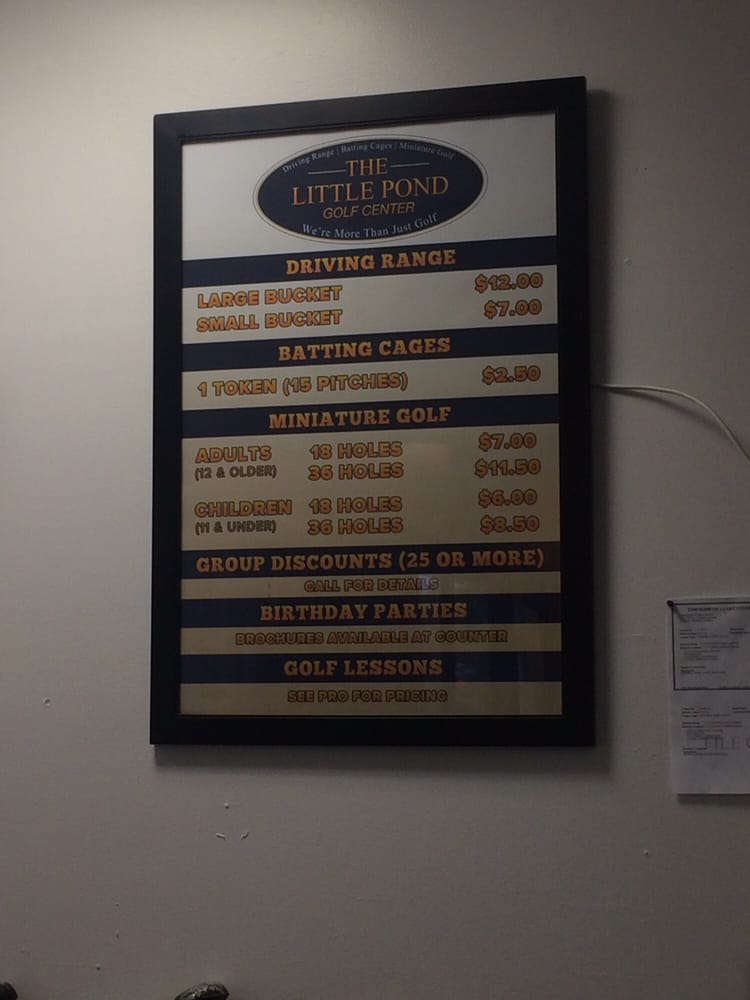 Driving Range | Batting Cages | Miniature Golf
THE
LITTLE POND
GOLF CENTER
We're More Than Just Golf
DRIVING RANGE
LARGE BUCKET $12.00
SMALL BUCKET $7.00
BATTING CAGES
1 TOKEN (15 PITCHES) $2.50
MINIATURE GOLF
ADULTS 18 HOLES $7.00
(12 & OLDER) 36 HOLES $11.50
CHILDREN 18 HOLES $6.00
(11 & UNDER) 36 HOLES $8.50
GROUP DISCOUNTS (25 OR MORE)
CALL FOR DETAILS
BIRTHDAY PARTIES
BROCHURES AVAILABLE AT COUNTER
GOLF LESSONS
SEE PRO FOR PRICING